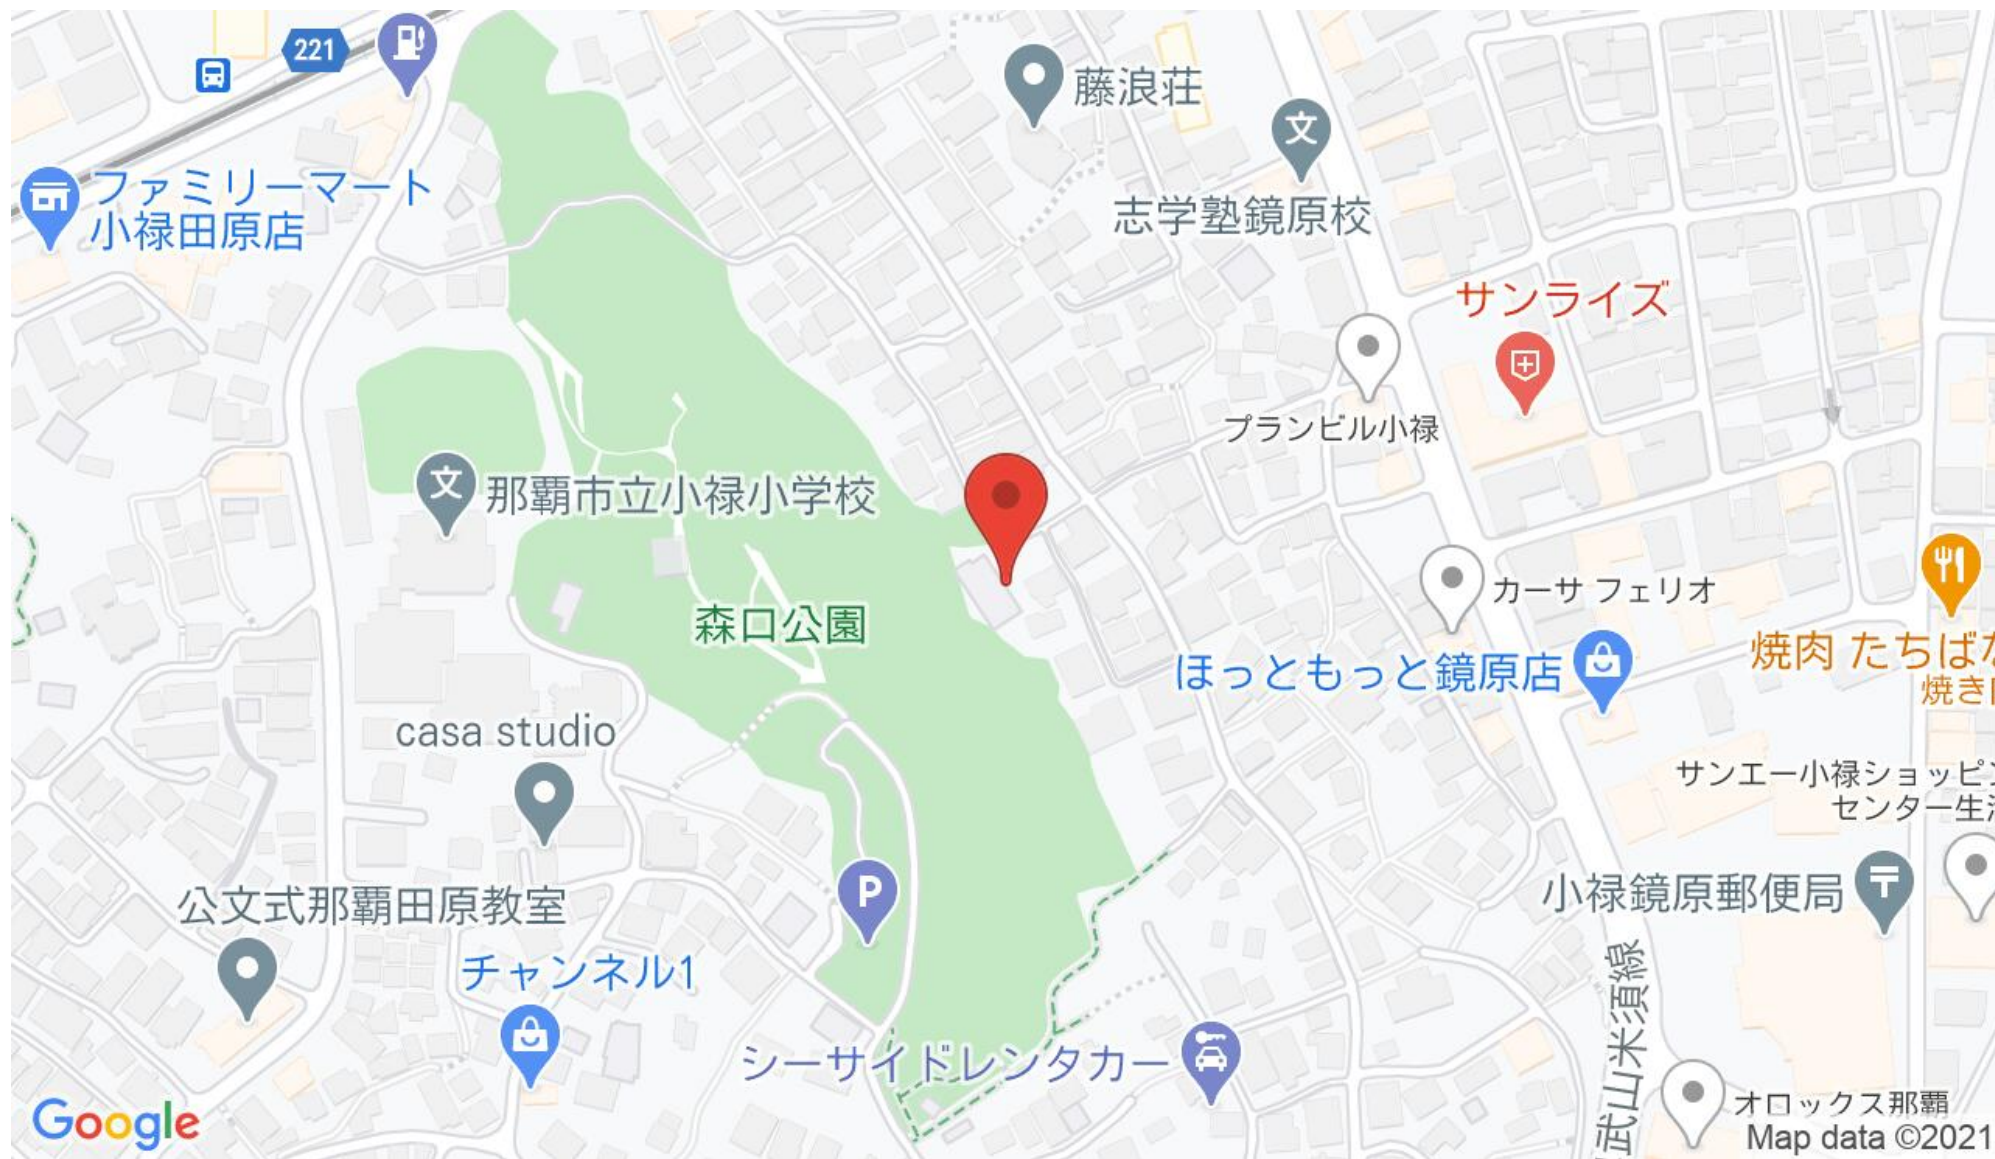 221
藤浪荘
ファミリーマート
小禄田原店
志学塾鏡原校
サンライズ
プランビル小禄
那覇市立小禄小学校
カーサ フェリオ
森口公園
ほっともっと鏡原店
焼肉 たちばな
焼き肉
casa studio
サンエー小禄ショッピン
センター生活
P
公文式那覇田原教室
小禄鏡原郵便局
チャンネル1
武山米須線
シーサイドレンタカー
オロックス那覇
Google
Map data ©2021